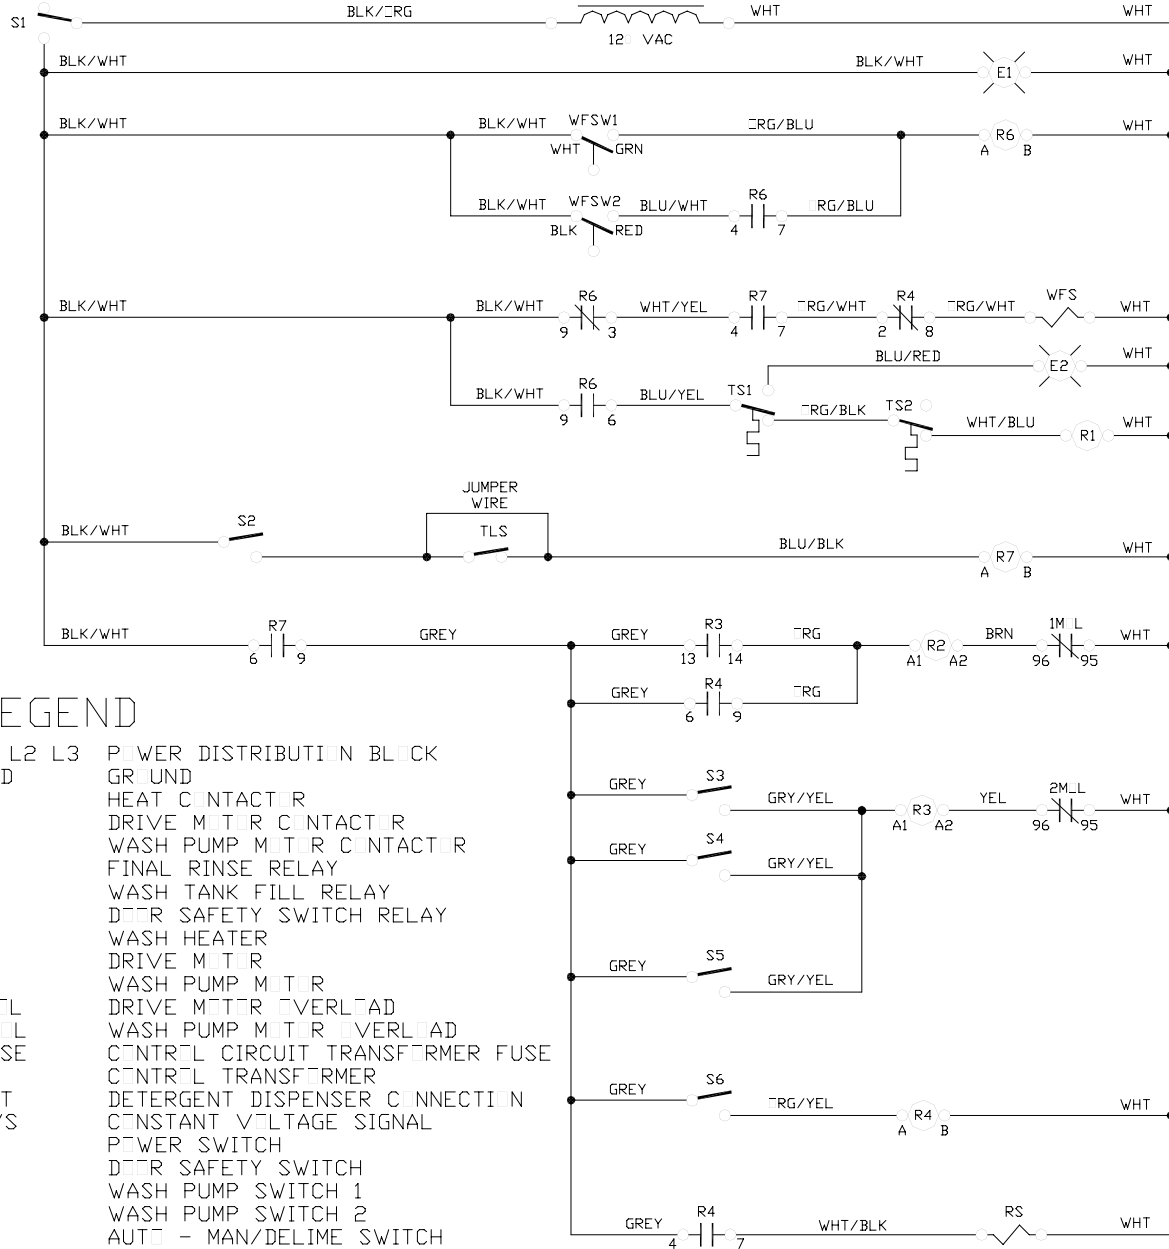 BLK/ORG WHT WHT
S1
120 VAC
BLK/WHT BLK/WHT E1 WHT
BLK/WHT BLK/WHT WFSW1 ORG/BLU R6 WHT
WHT GRN A B
BLK/WHT WFSW2 BLU/WHT R6 ORG/BLU
BLK RED 4 7
BLK/WHT BLK/WHT R6 WHT/YEL R7 ORG/WHT R4 ORG/WHT WFS WHT
9 3 4 7 2 8
BLU/RED E2 WHT
BLK/WHT R6 BLU/YEL TS1 ORG/BLK TS2 WHT/BLU R1 WHT
9 6
JUMPER
WIRE
BLK/WHT S2 TLS BLU/BLK R7 WHT
A B
BLK/WHT R7 GREY GREY R3 ORG R2 BRN 1MOL WHT
6 9 13 14 A1 A2 96 95
GREY R4 ORG
6 9
GREY S3 GRY/YEL R3 YEL 2MOL WHT
A1 A2 96 95
GREY S4 GRY/YEL
GREY S5 GRY/YEL
GREY S6 ORG/YEL R4 WHT
A B
GREY R4 WHT/BLK RS WHT
4 7
EGEND
L2 L3 POWER DISTRIBUTION BLOCK
D GROUND
HEAT CONTACTOR
DRIVE MOTOR CONTACTOR
WASH PUMP MOTOR CONTACTOR
FINAL RINSE RELAY
WASH TANK FILL RELAY
DOOR SAFETY SWITCH RELAY
WASH HEATER
DRIVE MOTOR
WASH PUMP MOTOR
OL DRIVE MOTOR OVERLOAD
OL WASH PUMP MOTOR OVERLOAD
SE CONTROL CIRCUIT TRANSFORMER FUSE
CONTROL TRANSFORMER
T DETERGENT DISPENSER CONNECTION
/S CONSTANT VOLTAGE SIGNAL
POWER SWITCH
DOOR SAFETY SWITCH
WASH PUMP SWITCH 1
WASH PUMP SWITCH 2
AUTO - MAN/DELIME SWITCH